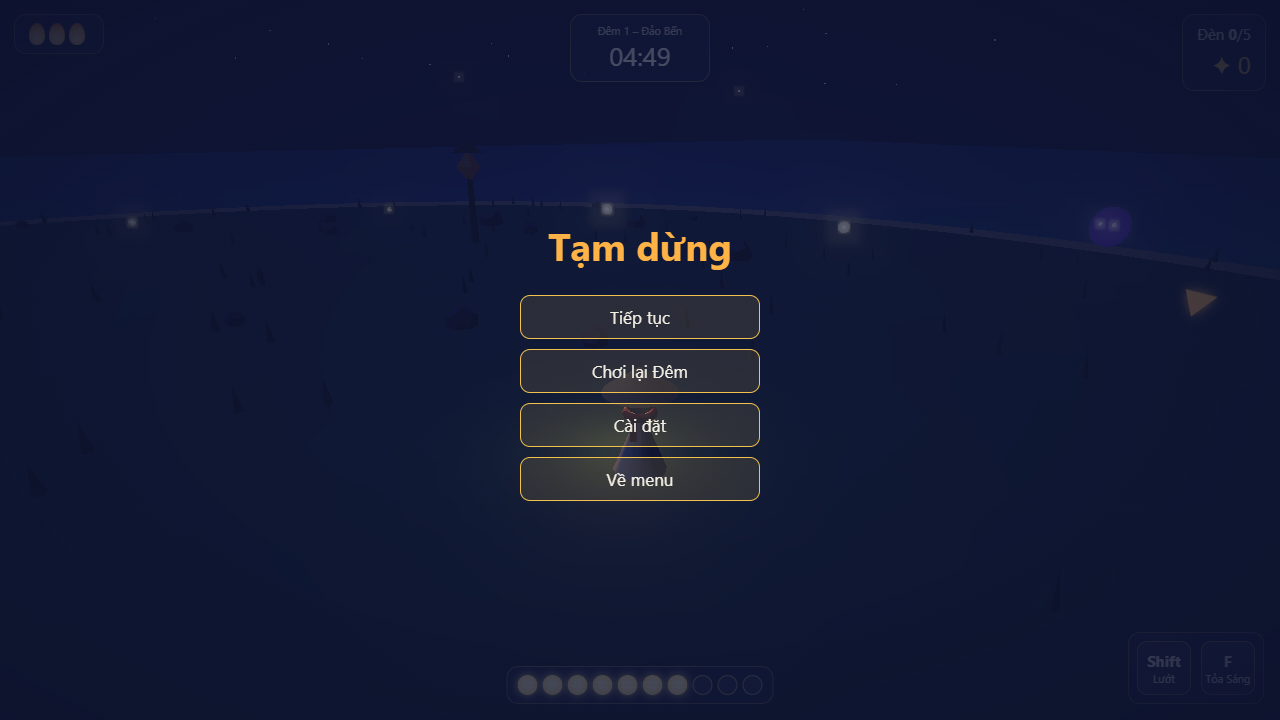 Đêm 1 – Đảo Bến
04:49
Đèn 0/5
✦ 0
Tạm dừng
Tiếp tục
Chơi lại Đêm
Cài đặt
Về menu
Shift
Lướt
F
Tỏa Sáng